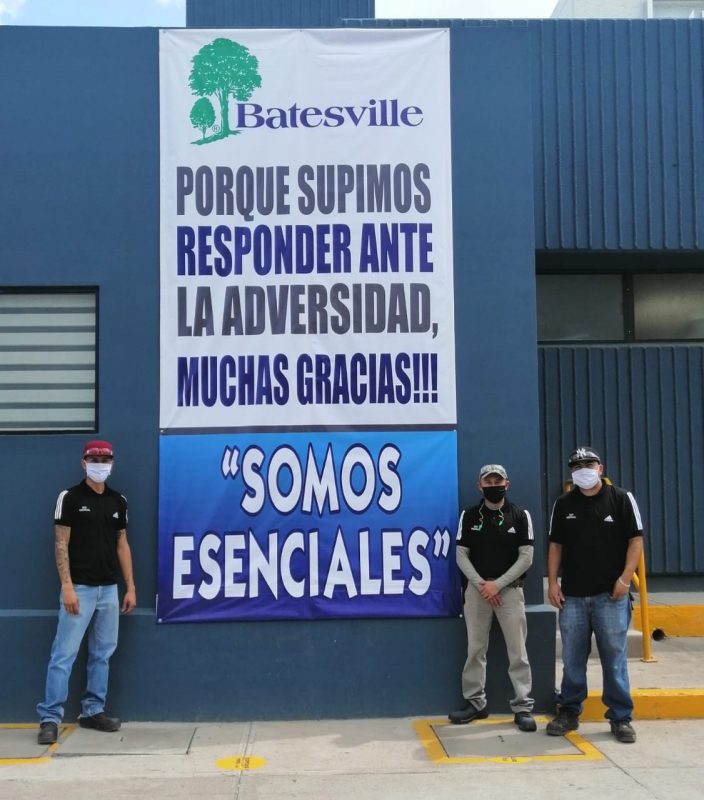 Batesville
PORQUE SUPIMOS
RESPONDER ANTE
LA ADVERSIDAD,
MUCHAS GRACIAS!!!
“SOMOS
ESENCIALES”